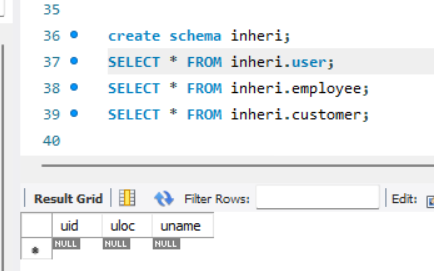 35
36 create schema inheri;
37 SELECT * FROM inheri.user;
38 SELECT * FROM inheri.employee;
39 SELECT * FROM inheri.customer;
40
Result Grid Filter Rows: Edit:
uid uloc uname
* NULL NULL NULL